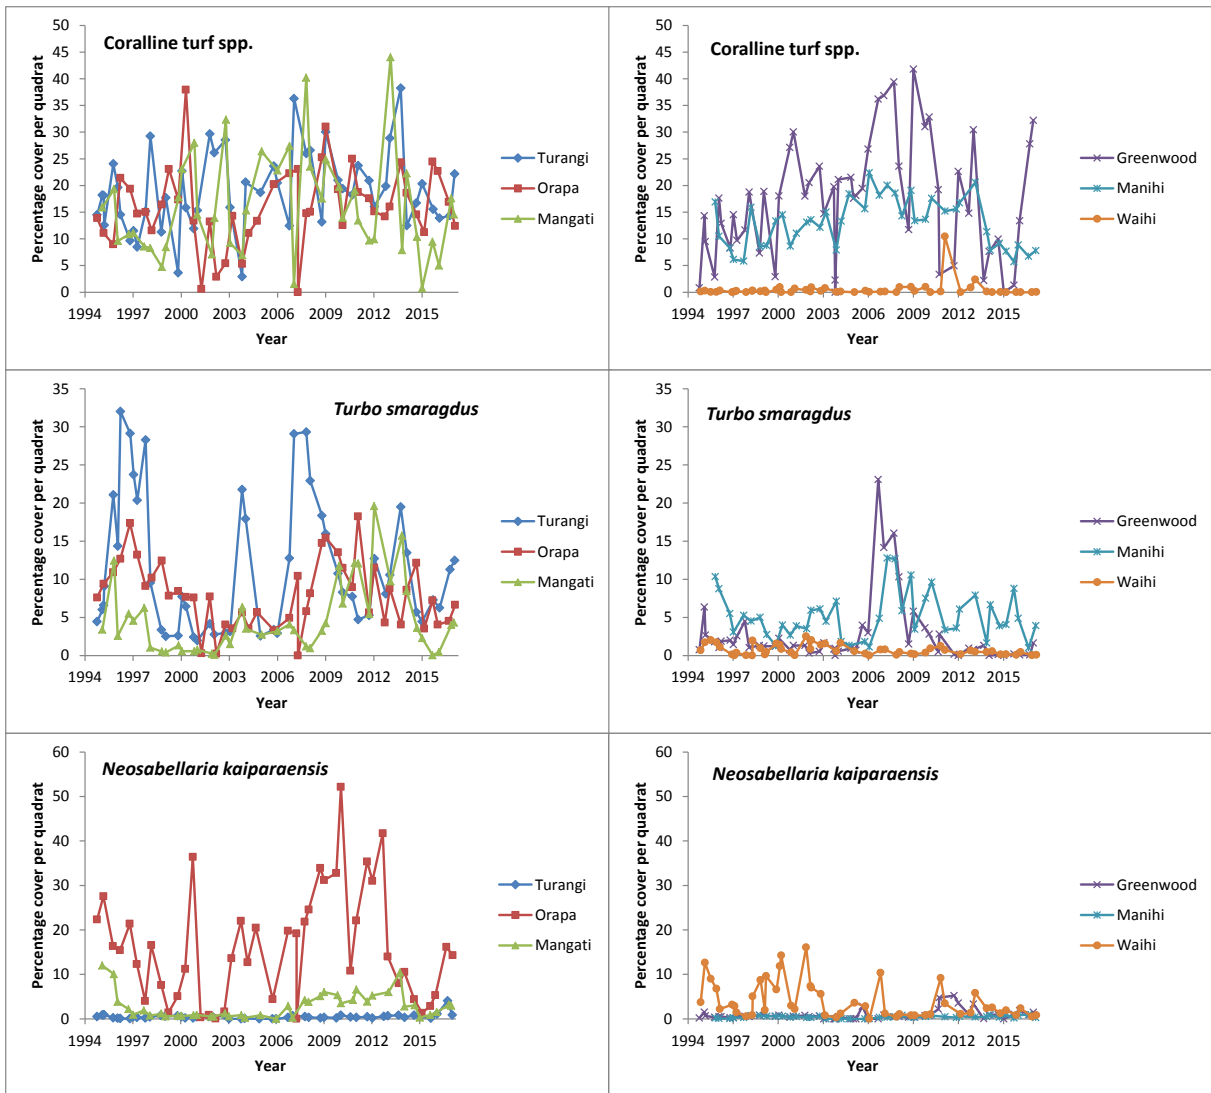 Coralline turf spp.
Percentage cover per quadrat
50
45
40
35
30
25
20
15
10
5
0
1994 1997 2000 2003 2006 2009 2012 2015
Year
Turangi
Orapa
Mangati
Coralline turf spp.
Percentage cover per quadrat
50
45
40
35
30
25
20
15
10
5
0
1994 1997 2000 2003 2006 2009 2012 2015
Year
Greenwood
Manihi
Waihi
Turbo smaragdus
Percentage cover per quadrat
35
30
25
20
15
10
5
0
1994 1997 2000 2003 2006 2009 2012 2015
Year
Turangi
Orapa
Mangati
Turbo smaragdus
Percentage cover per quadrat
35
30
25
20
15
10
5
0
1994 1997 2000 2003 2006 2009 2012 2015
Year
Greenwood
Manihi
Waihi
Neosabellaria kaiparaensis
Percentage cover per quadrat
60
50
40
30
20
10
0
1994 1997 2000 2003 2006 2009 2012 2015
Year
Turangi
Orapa
Mangati
Neosabellaria kaiparaensis
Percentage cover per quadrat
60
50
40
30
20
10
0
1994 1997 2000 2003 2006 2009 2012 2015
Year
Greenwood
Manihi
Waihi